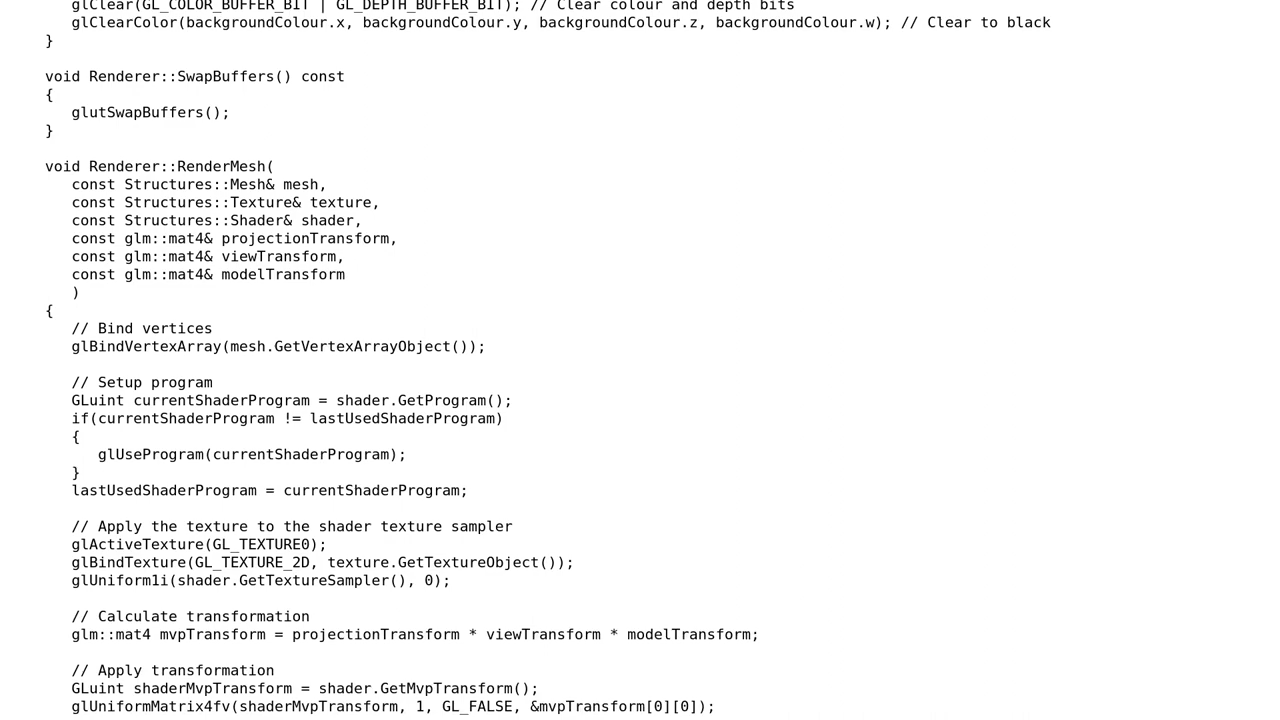 glClear(GL_COLOR_BUFFER_BIT | GL_DEPTH_BUFFER_BIT); // Clear colour and depth bits
glClearColor(backgroundColour.x, backgroundColour.y, backgroundColour.z, backgroundColour.w); // Clear to black
}
void Renderer::SwapBuffers() const
{
glutSwapBuffers();
}
void Renderer::RenderMesh(
const Structures::Mesh& mesh,
const Structures::Texture& texture,
const Structures::Shader& shader,
const glm::mat4& projectionTransform,
const glm::mat4& viewTransform,
const glm::mat4& modelTransform
)
{
// Bind vertices
glBindVertexArray(mesh.GetVertexArrayObject());
// Setup program
GLuint currentShaderProgram = shader.GetProgram();
if(currentShaderProgram != lastUsedShaderProgram)
{
glUseProgram(currentShaderProgram);
}
lastUsedShaderProgram = currentShaderProgram;
// Apply the texture to the shader texture sampler
glActiveTexture(GL_TEXTURE0);
glBindTexture(GL_TEXTURE_2D, texture.GetTextureObject());
glUniform1i(shader.GetTextureSampler(), 0);
// Calculate transformation
glm::mat4 mvpTransform = projectionTransform * viewTransform * modelTransform;
// Apply transformation
GLuint shaderMvpTransform = shader.GetMvpTransform();
glUniformMatrix4fv(shaderMvpTransform, 1, GL_FALSE, &mvpTransform[0][0]);